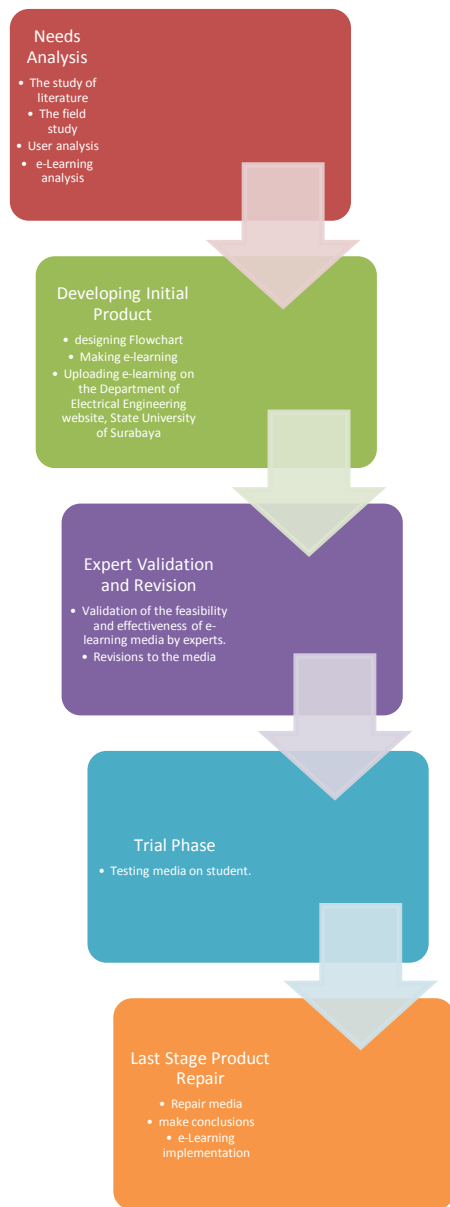 Needs
Analysis
• The study of
literature
• The field
study
• User analysis
• e-Learning
analysis
Developing Initial
Product
• designing Flowchart
• Making e-learning
• Uploading e-learning on
the Department of
Electrical Engineering
website, State University
of Surabaya
Expert Validation
and Revision
• Validation of the feasibility
and effectiveness of e-
learning media by experts.
• Revisions to the media
Trial Phase
• Testing media on student.
Last Stage Product
Repair
• Repair media
• make conclusions
• e-Learning
implementation